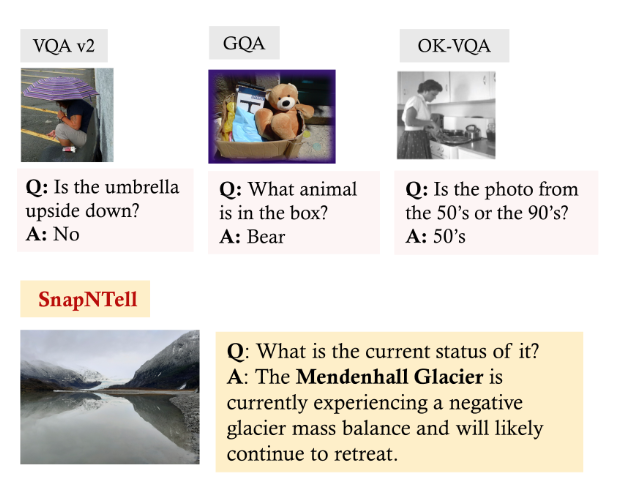 VQA v2
GQA
OK-VQA
Q: Is the umbrella
upside down?
A: No
Q: What animal
is in the box?
A: Bear
Q: Is the photo from
the 50's or the 90's?
A: 50's
SnapNTell
Q: What is the current status of it?
A: The Mendenhall Glacier is
currently experiencing a negative
glacier mass balance and will likely
continue to retreat.